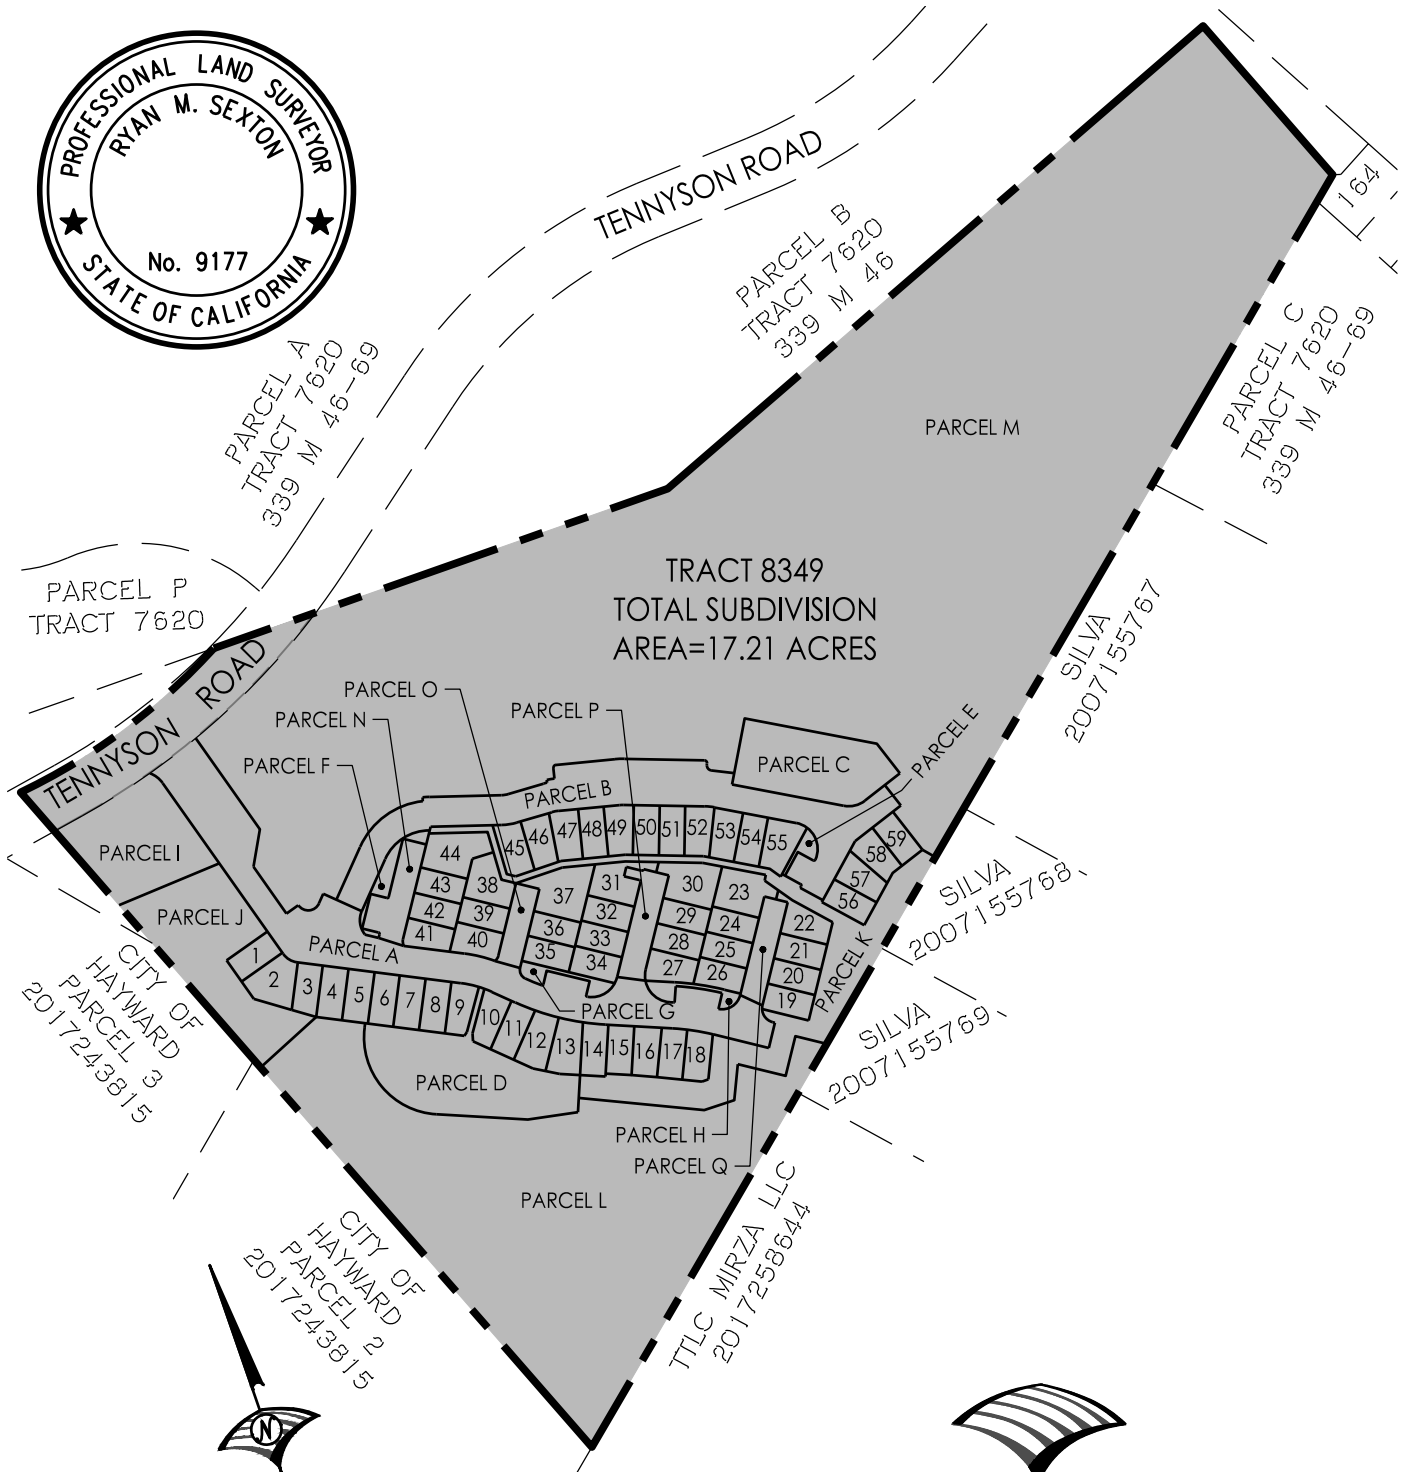 PROFESSIONAL LAND SURVEYOR
RYAN M. SEXTON
No. 9177
STATE OF CALIFORNIA
TENNYSON ROAD
164
PARCEL B
TRACT 7620
339 M 46
PARCEL A
TRACT 7620
339 M 46-69
PARCEL C
TRACT 7620
339 M 46-69
PARCEL M
PARCEL P
TRACT 7620
TRACT 8349
TOTAL SUBDIVISION
AREA=17.21 ACRES
SILVA
2007155767
TENNYSON ROAD
PARCEL O
PARCEL N
PARCEL P
PARCEL E
PARCEL F
PARCEL C
PARCEL B
45
46
47
48
49
50
51
52
53
54
55
59
58
57
56
44
43
42
41
38
39
40
37
36
35
31
32
33
34
30
29
28
27
23
24
25
26
22
21
20
19
PARCEL I
PARCEL J
PARCEL A
PARCEL K
SILVA
2007155768
1
2
3
4
5
6
7
8
9
10
11
12
13
14
15
16
17
18
PARCEL G
SILVA
2007155769
CITY OF
HAYWARD
PARCEL 3
2017243815
PARCEL D
PARCEL H
PARCEL Q
PARCEL L
TTLC MIRZA LLC
2017258644
CITY OF
HAYWARD
PARCEL 2
2017243815
N